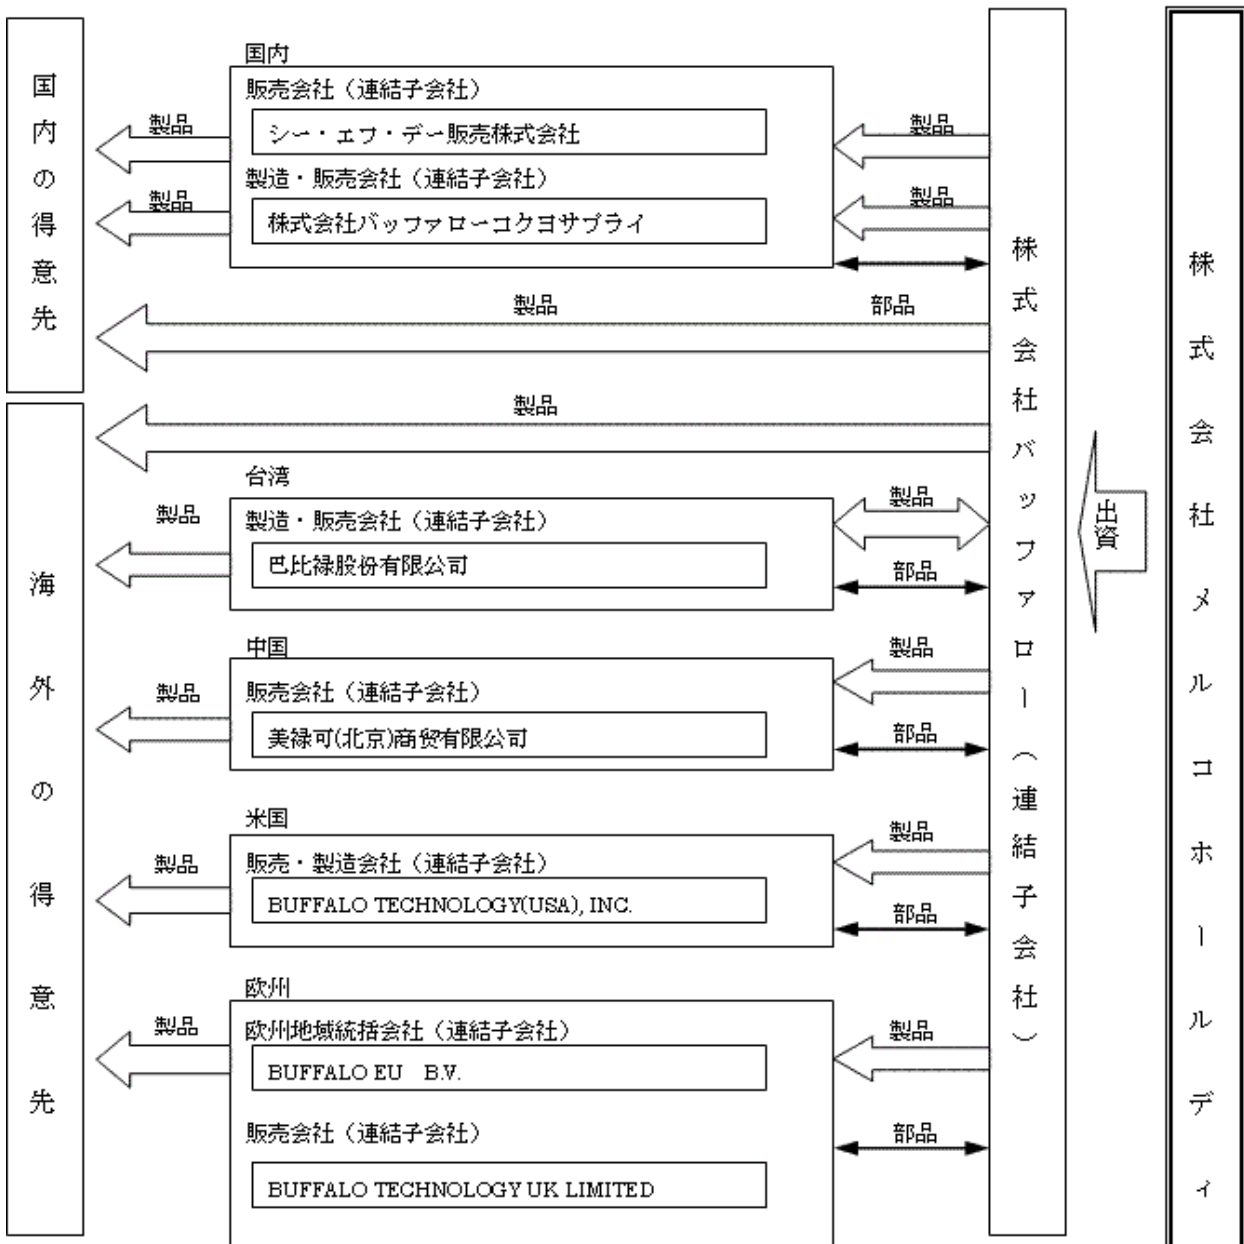 国内の得意先
海外の得意先
国内
販売会社（連結子会社）
シー・エフ・デー販売株式会社
製造・販売会社（連結子会社）
株式会社バッファローコクヨサプライ
製品
製品
製品
製品
製品
部品
製品
台湾
製造・販売会社（連結子会社）
巴比禄股份有限公司
製品
製品
部品
中国
販売会社（連結子会社）
美禄可(北京)商贸有限公司
製品
製品
部品
米国
販売・製造会社（連結子会社）
BUFFALO TECHNOLOGY(USA), INC.
製品
製品
部品
欧州
欧州地域統括会社（連結子会社）
BUFFALO EU　B.V.
販売会社（連結子会社）
BUFFALO TECHNOLOGY UK LIMITED
製品
製品
部品
株式会社バッファロー（連結子会社）
出資
株式会社メルコホールディ